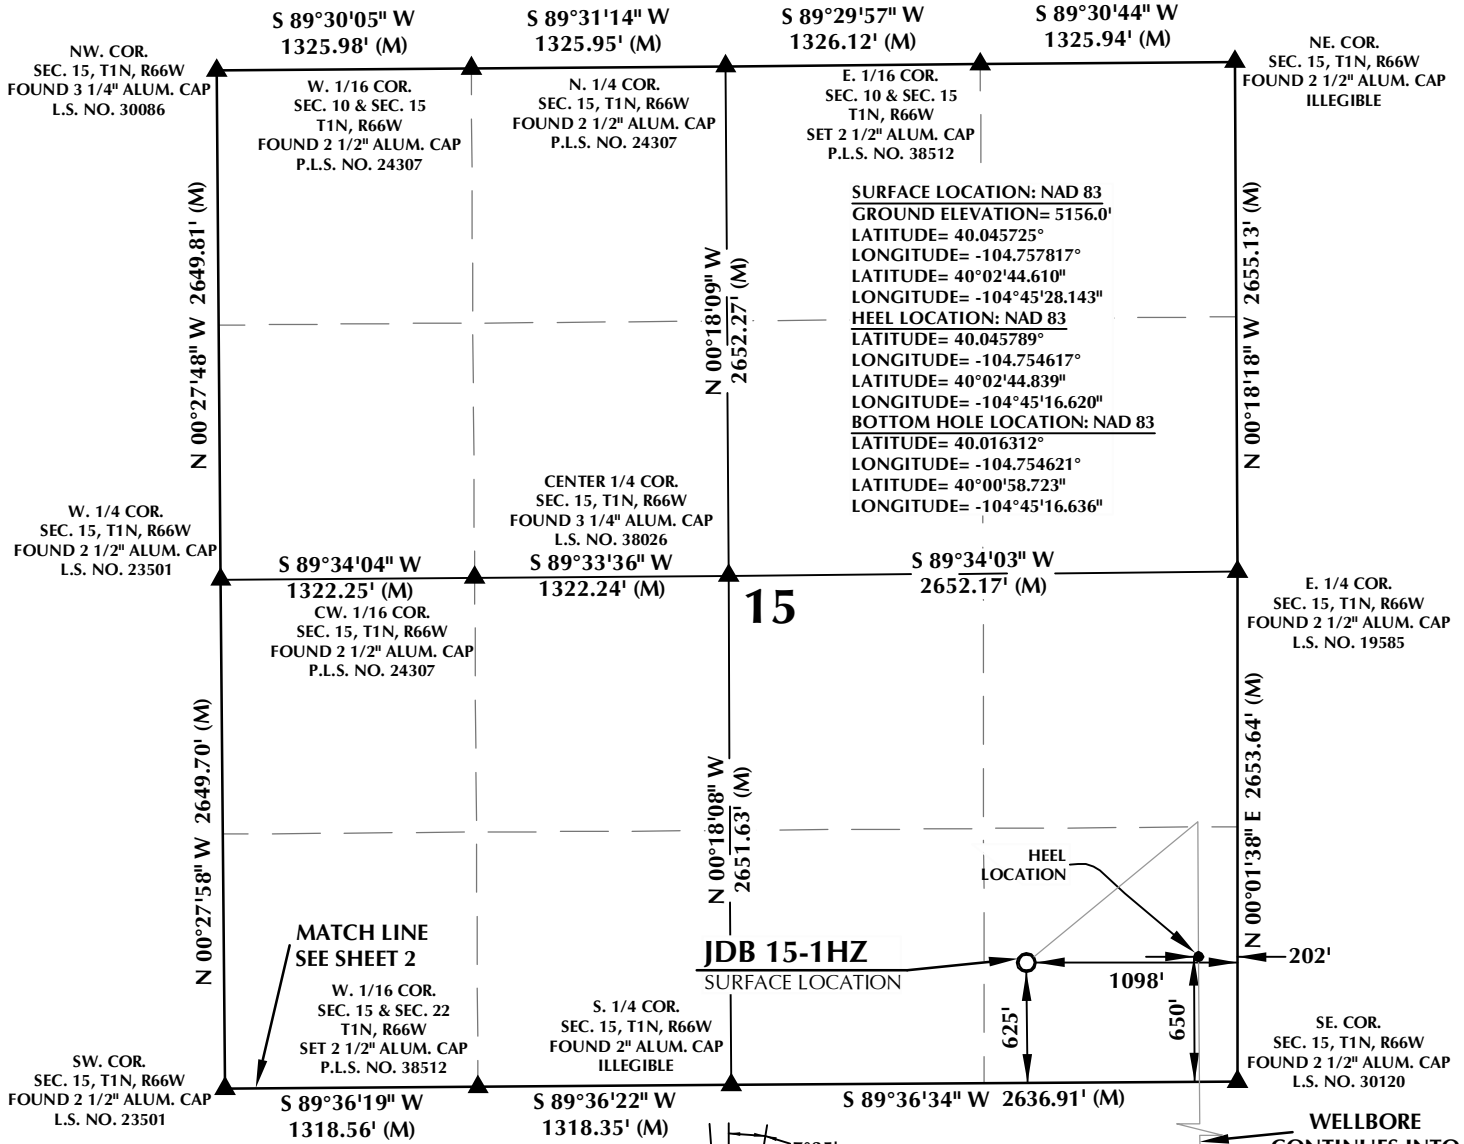 S 89°30'05" W
1325.98' (M)
S 89°31'14" W
1325.95' (M)
S 89°29'57" W
1326.12' (M)
S 89°30'44" W
1325.94' (M)
NW. COR.
SEC. 15, T1N, R66W
FOUND 3 1/4" ALUM. CAP
L.S. NO. 30086
W. 1/16 COR.
SEC. 10 & SEC. 15
T1N, R66W
FOUND 2 1/2" ALUM. CAP
P.L.S. NO. 24307
N. 1/4 COR.
SEC. 15, T1N, R66W
FOUND 2 1/2" ALUM. CAP
P.L.S. NO. 24307
E. 1/16 COR.
SEC. 10 & SEC. 15
T1N, R66W
SET 2 1/2" ALUM. CAP
P.L.S. NO. 38512
NE. COR.
SEC. 15, T1N, R66W
FOUND 2 1/2" ALUM. CAP
ILLEGIBLE
N 00°27'48" W 2649.81' (M)
N 00°18'09" W
2652.27' (M)
SURFACE LOCATION: NAD 83
GROUND ELEVATION= 5156.0'
LATITUDE= 40.045725°
LONGITUDE= -104.757817°
LATITUDE= 40°02'44.610"
LONGITUDE= -104°45'28.143"
HEEL LOCATION: NAD 83
LATITUDE= 40.045789°
LONGITUDE= -104.754617°
LATITUDE= 40°02'44.839"
LONGITUDE= -104°45'16.620"
BOTTOM HOLE LOCATION: NAD 83
LATITUDE= 40.016312°
LONGITUDE= -104.754621°
LATITUDE= 40°00'58.723"
LONGITUDE= -104°45'16.636"
N 00°18'18" W 2655.13' (M)
W. 1/4 COR.
SEC. 15, T1N, R66W
FOUND 2 1/2" ALUM. CAP
L.S. NO. 23501
CENTER 1/4 COR.
SEC. 15, T1N, R66W
FOUND 3 1/4" ALUM. CAP
L.S. NO. 38026
S 89°34'04" W
1322.25' (M)
S 89°33'36" W
1322.24' (M)
S 89°34'03" W
2652.17' (M)
CW. 1/16 COR.
SEC. 15, T1N, R66W
FOUND 2 1/2" ALUM. CAP
P.L.S. NO. 24307
15
E. 1/4 COR.
SEC. 15, T1N, R66W
FOUND 2 1/2" ALUM. CAP
L.S. NO. 19585
N 00°27'58" W 2649.70' (M)
N 00°18'08" W
2651.63' (M)
N 00°01'38" E 2653.64' (M)
HEEL
LOCATION
MATCH LINE
SEE SHEET 2
JDB 15-1HZ
SURFACE LOCATION
202'
1098'
625'
650'
W. 1/16 COR.
SEC. 15 & SEC. 22
T1N, R66W
SET 2 1/2" ALUM. CAP
P.L.S. NO. 38512
S. 1/4 COR.
SEC. 15, T1N, R66W
FOUND 2" ALUM. CAP
ILLEGIBLE
SE. COR.
SEC. 15, T1N, R66W
FOUND 2 1/2" ALUM. CAP
L.S. NO. 30120
SW. COR.
SEC. 15, T1N, R66W
FOUND 2 1/2" ALUM. CAP
L.S. NO. 23501
S 89°36'19" W
1318.56' (M)
S 89°36'22" W
1318.35' (M)
S 89°36'34" W 2636.91' (M)
WELLBORE
CONTINUES INTO